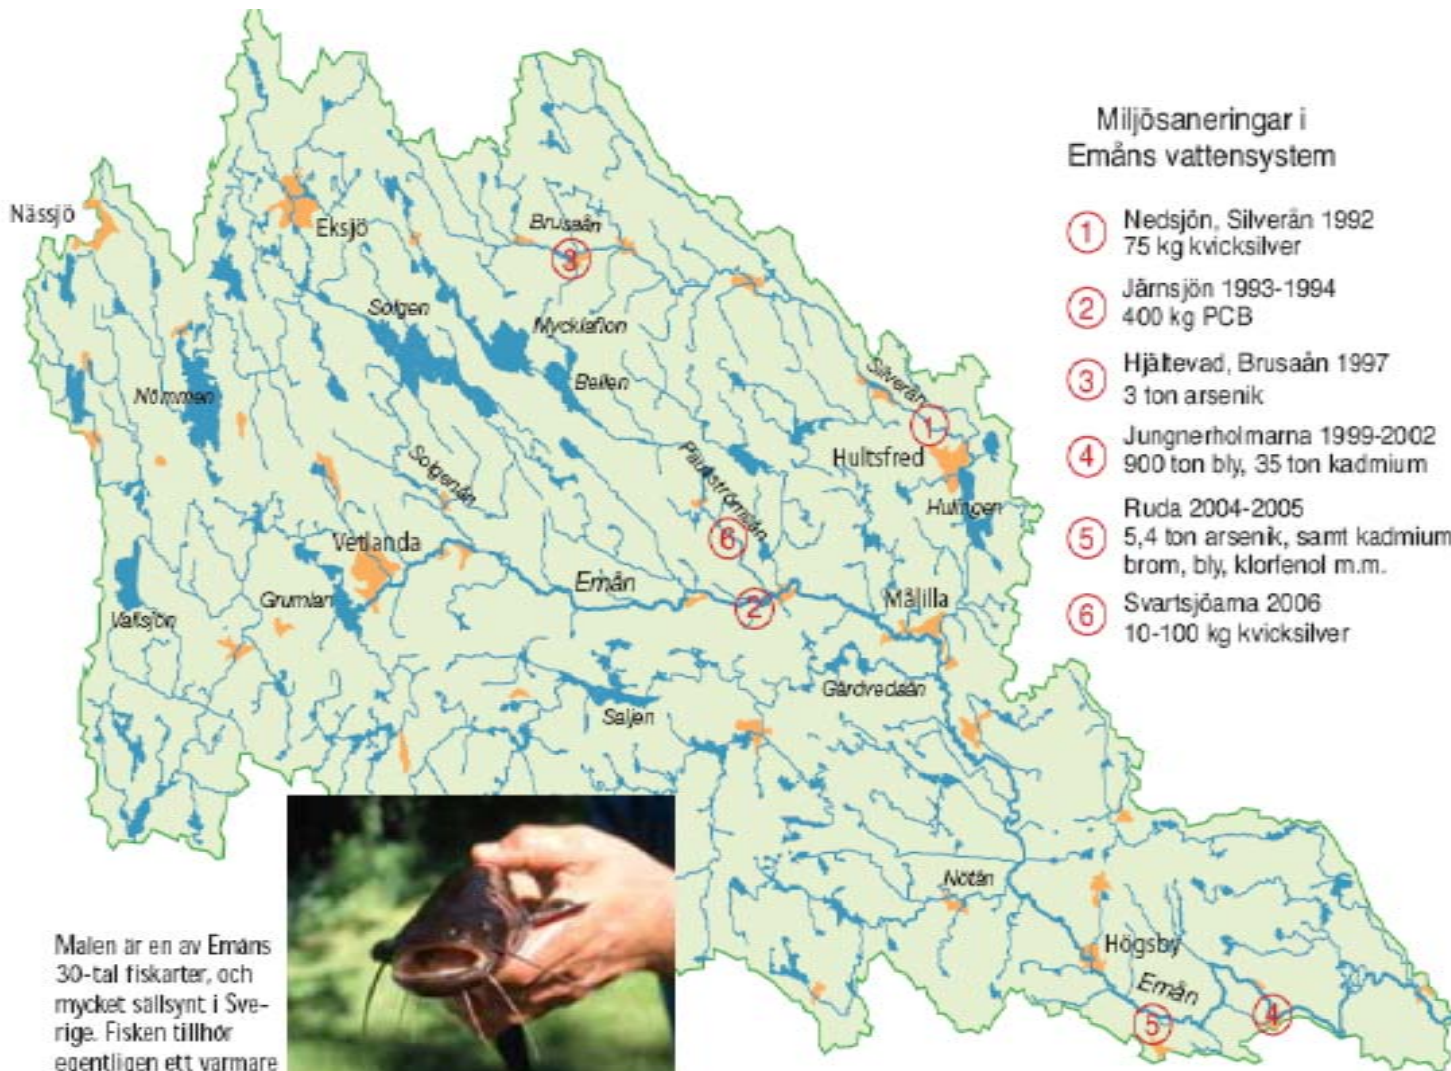 Miljösaneringar i
Emåns vattensystem
1 Nedsjön, Silverån 1992
75 kg kvicksilver
2 Järnsjön 1993-1994
400 kg PCB
3 Hjältevad, Brusaån 1997
3 ton arsenik
4 Jungnerholmarna 1999-2002
900 ton bly, 35 ton kadmium
5 Ruda 2004-2005
5,4 ton arsenik, samt kadmium
brom, bly, klorfenol m.m.
6 Svartsjöarna 2006
10-100 kg kvicksilver
Nässjö
Eksjö
Brusaån
3
Solgen
Mycklaflon
Bellen
Nömmen
Silverån
1
Hultsfred
Hulingen
Solgenån
Pauliströmsån
6
Vetlanda
Emån
2
Målilla
Grumlan
Vallsjön
Gårdvedaån
Saljen
Nötån
Högsby
Emån
5
4
Malen är en av Emåns
30-tal fiskarter, och
mycket sällsynt i Sve-
rige. Fisken tillhör
egentligen ett varmare